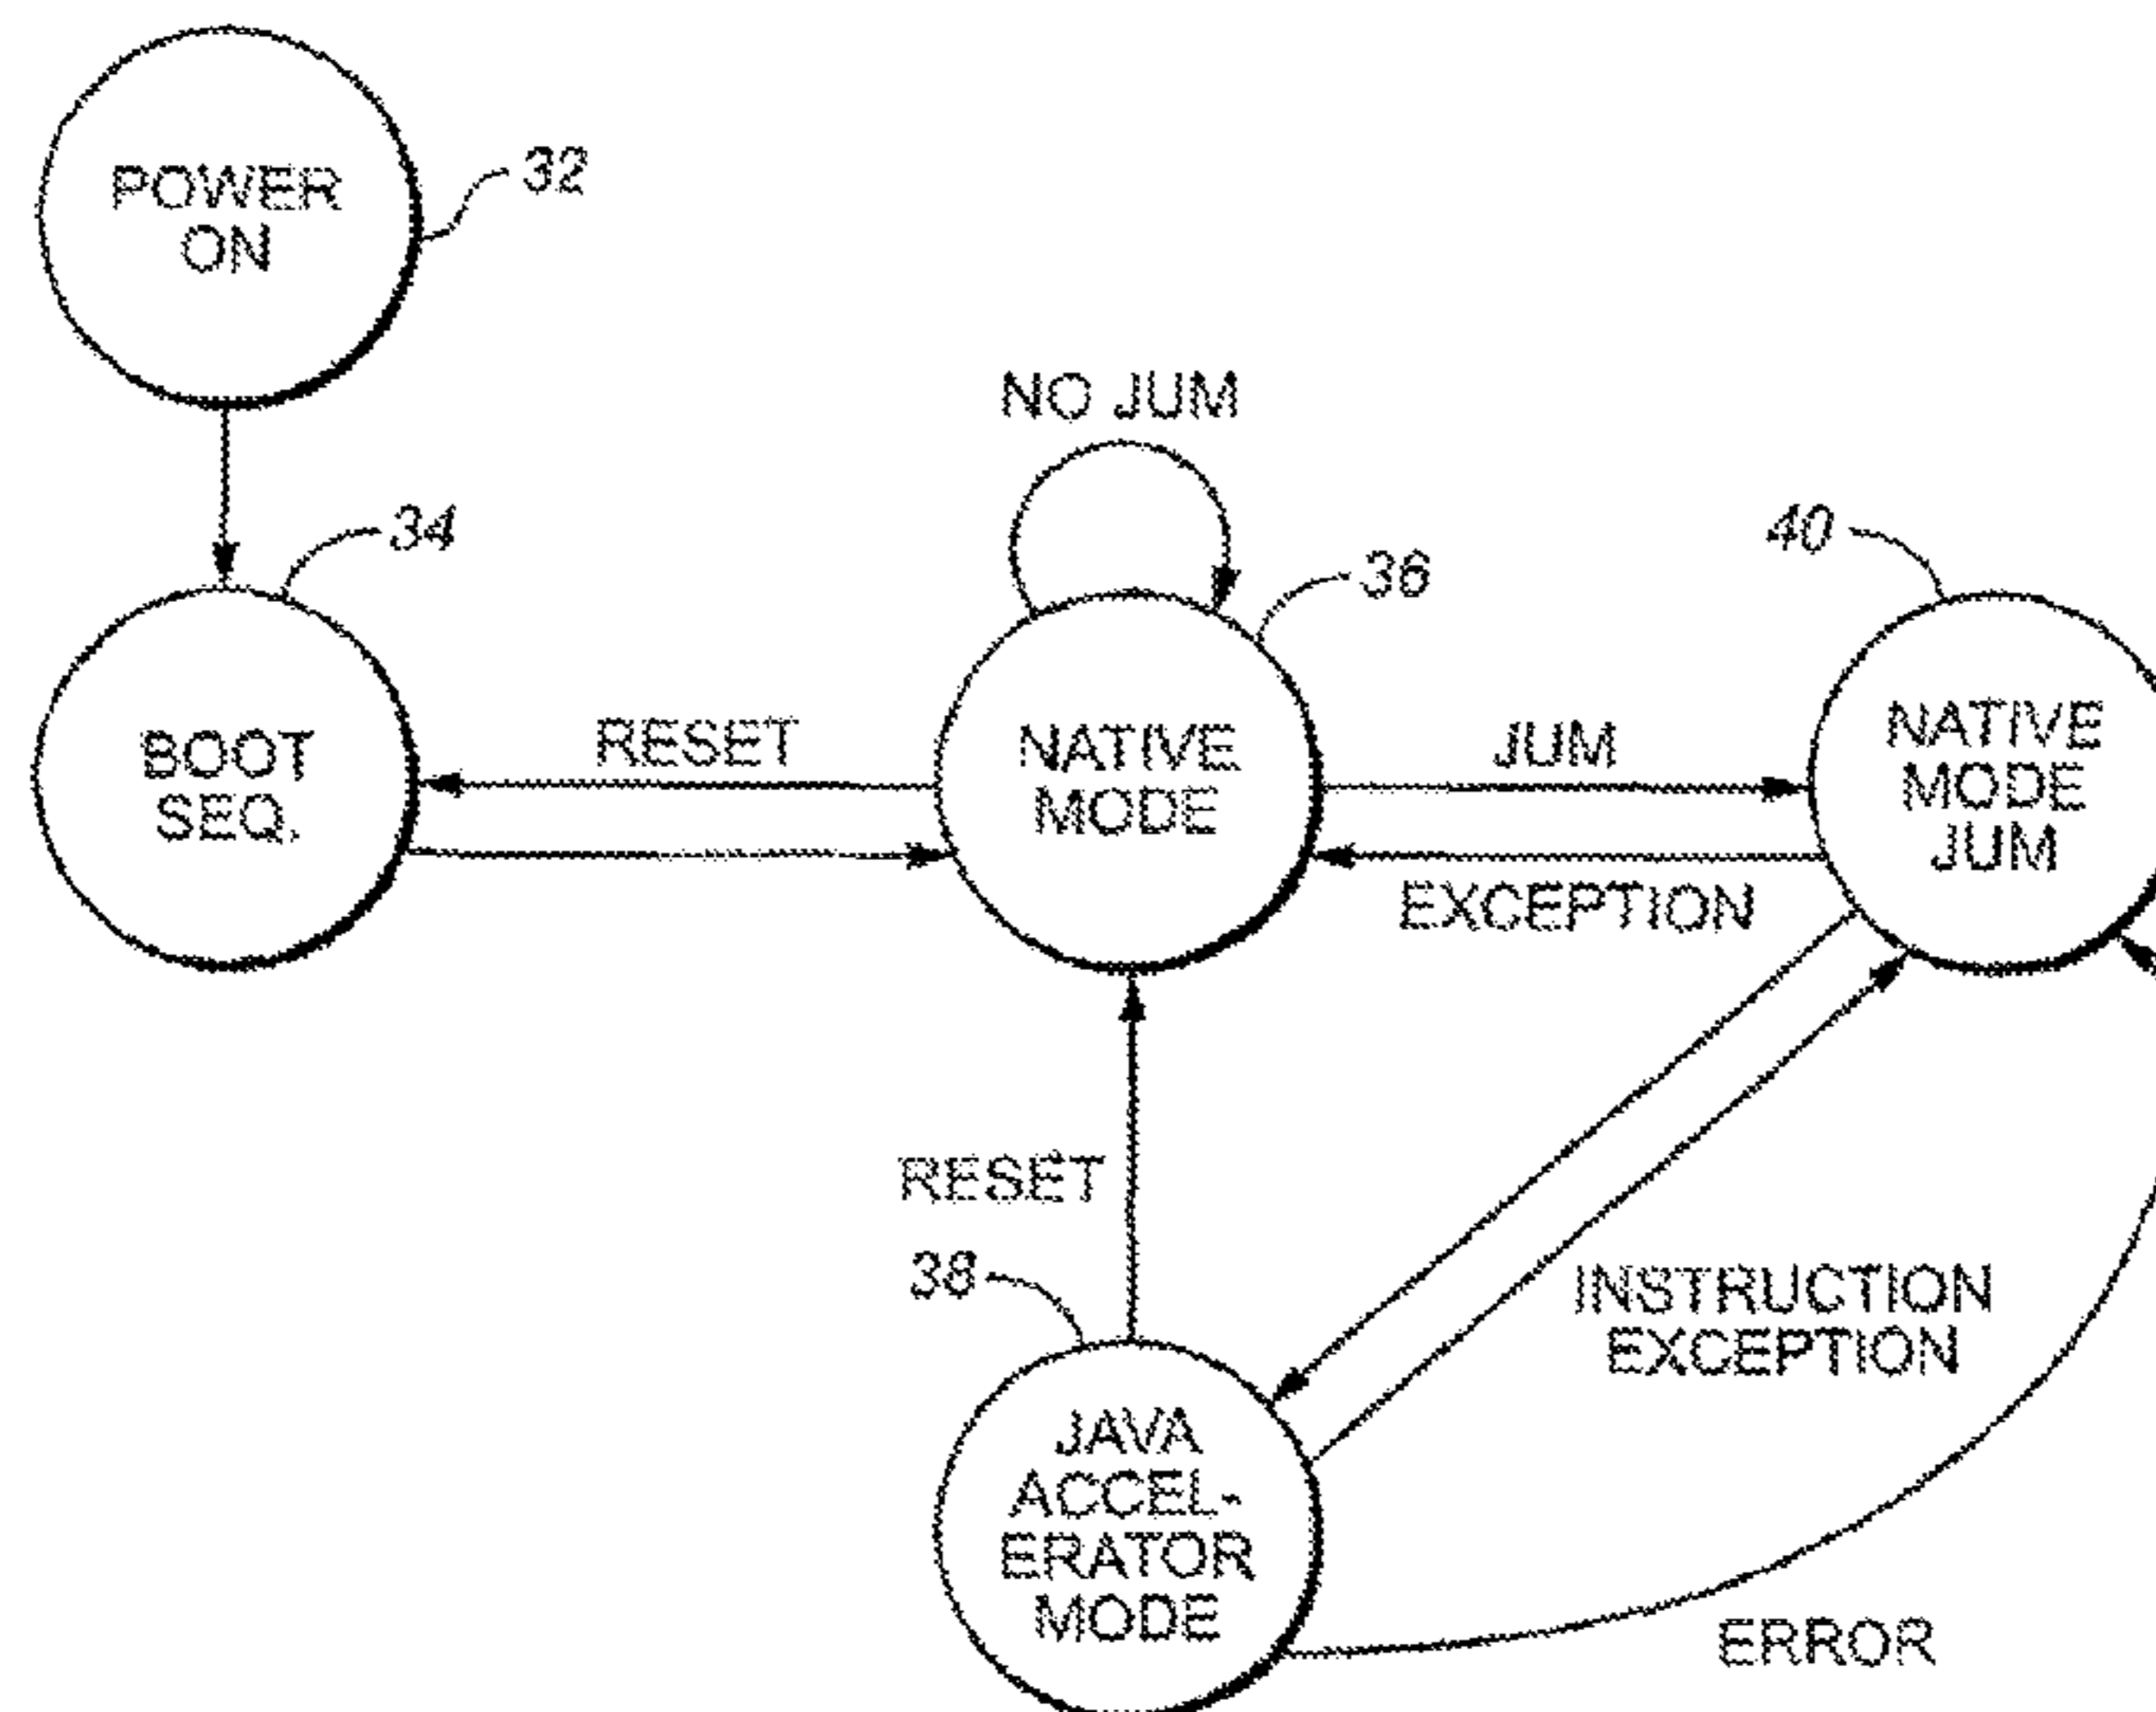 POWER
ON
32
NO JUM
34
36
40
BOOT
SEQ.
RESET
NATIVE
MODE
JUM
EXCEPTION
NATIVE
MODE
JUM
RESET
38
INSTRUCTION
EXCEPTION
JAVA
ACCEL-
ERATOR
MODE
ERROR